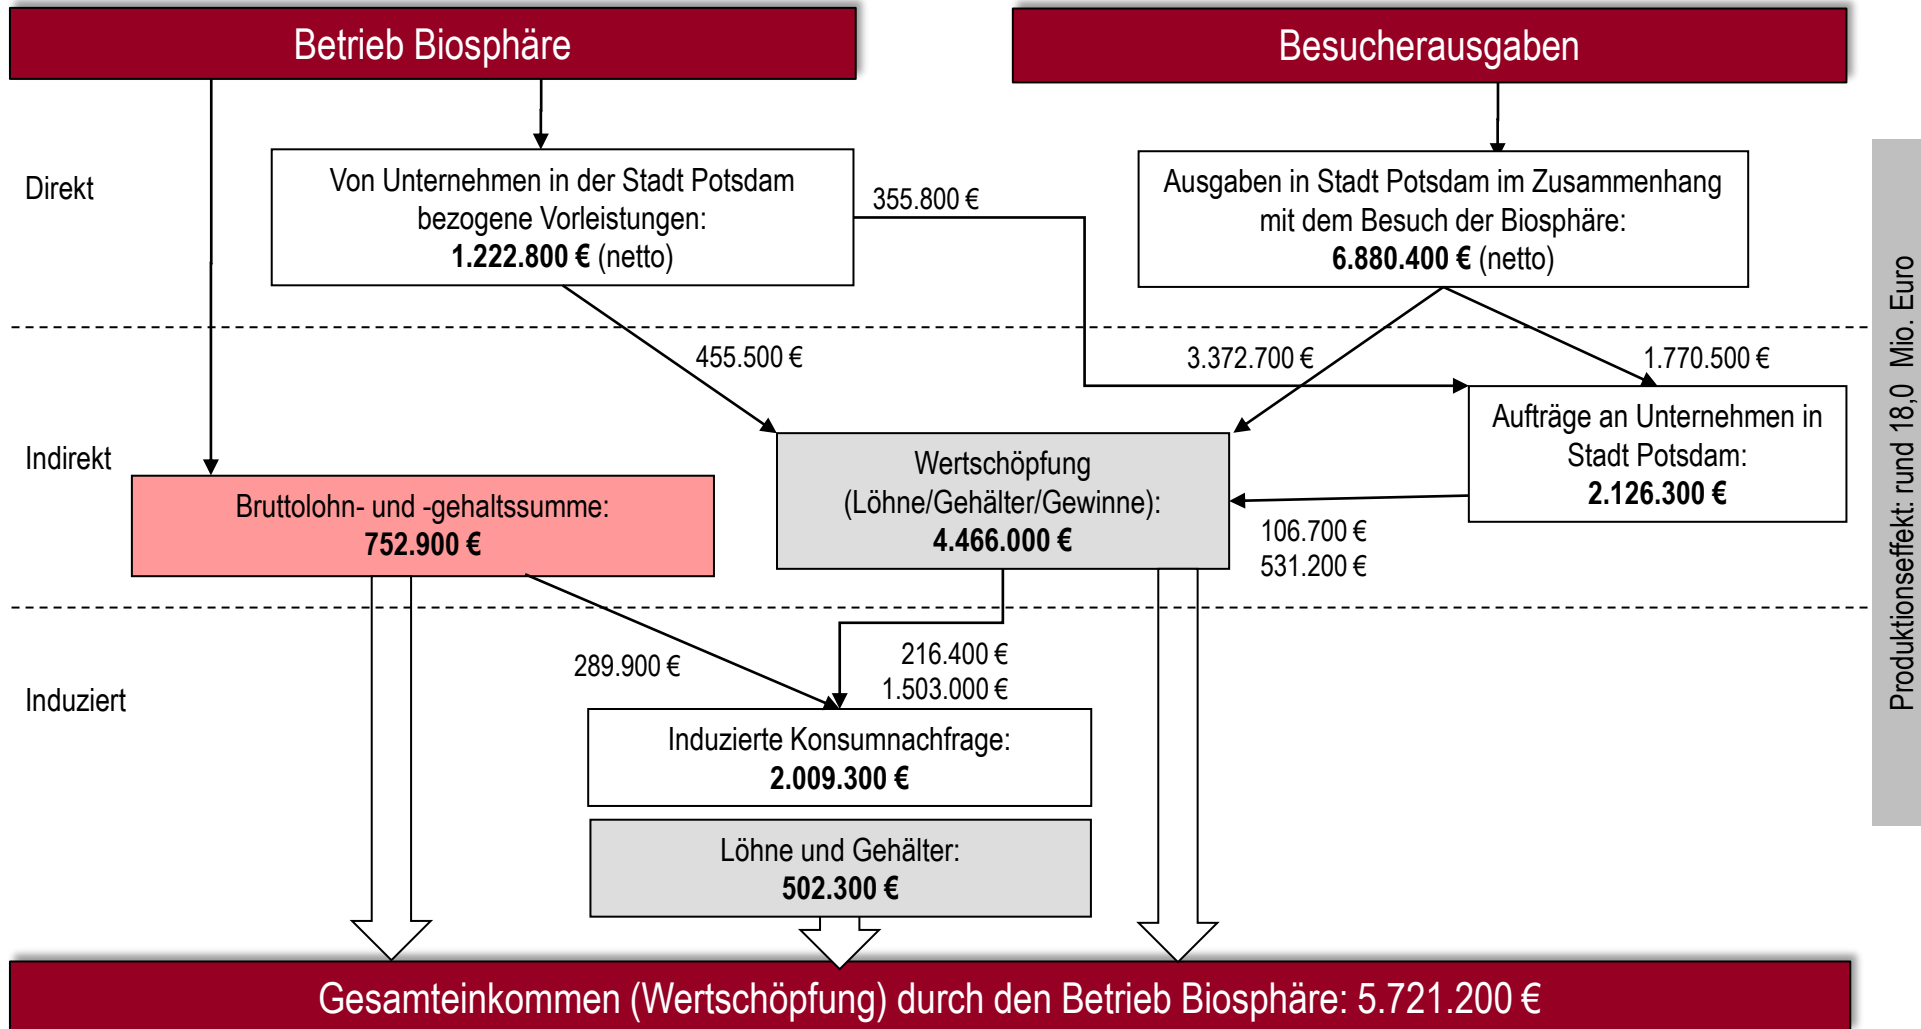 Betrieb Biosphäre
Besucherausgaben
Direkt
Von Unternehmen in der Stadt Potsdam
bezogene Vorleistungen:
1.222.800 € (netto)
355.800 €
Ausgaben in Stadt Potsdam im Zusammenhang
mit dem Besuch der Biosphäre:
6.880.400 € (netto)
455.500 €
3.372.700 €
1.770.500 €
Indirekt
Bruttolohn- und -gehaltssumme:
752.900 €
Wertschöpfung
(Löhne/Gehälter/Gewinne):
4.466.000 €
Aufträge an Unternehmen in
Stadt Potsdam:
2.126.300 €
106.700 €
531.200 €
Induziert
289.900 €
216.400 €
1.503.000 €
Induzierte Konsumnachfrage:
2.009.300 €
Löhne und Gehälter:
502.300 €
Gesamteinkommen (Wertschöpfung) durch den Betrieb Biosphäre: 5.721.200 €
Produktionseffekt: rund 18,0 Mio. Euro